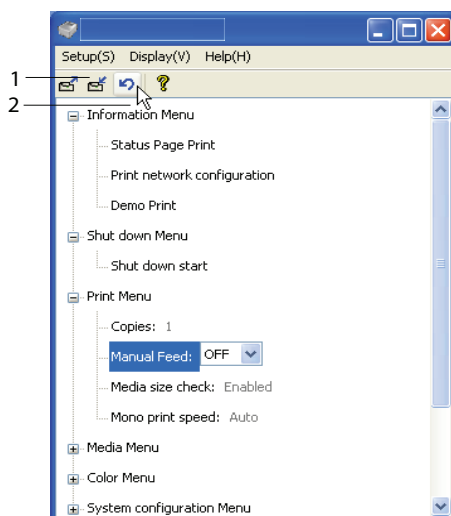 Setup(S) Display(V) Help(H)
1
2
Information Menu
Status Page Print
Print network configuration
Demo Print
Shut down Menu
Shut down start
Print Menu
Copies: 1
Manual Feed: OFF
Media size check: Enabled
Mono print speed: Auto
Media Menu
Color Menu
System configuration Menu